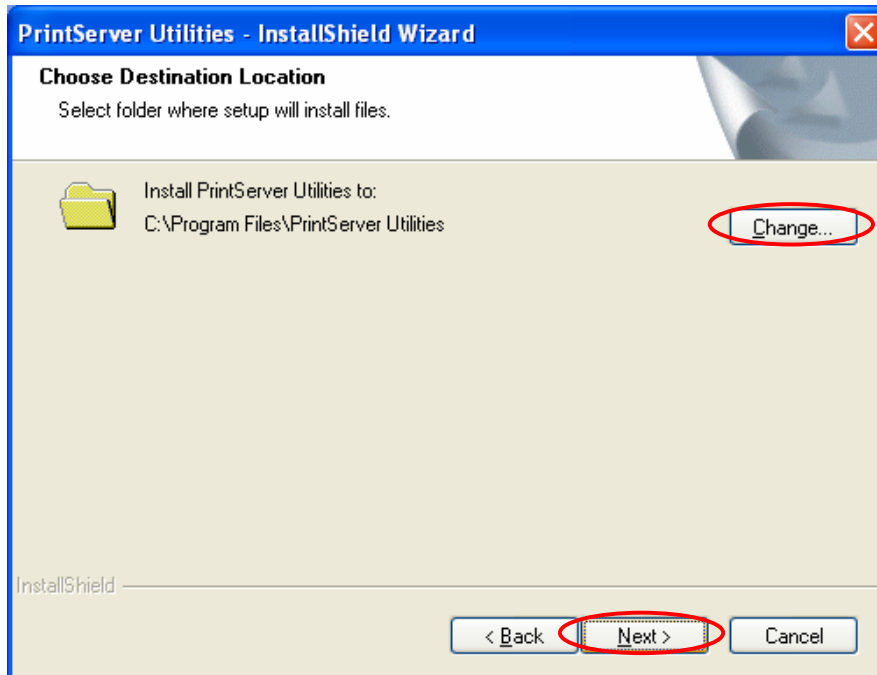 PrintServer Utilities - InstallShield Wizard
Choose Destination Location
Select folder where setup will install files.
Install PrintServer Utilities to:
C:\Program Files\PrintServer Utilities
Change...
InstallShield
< Back Next > Cancel